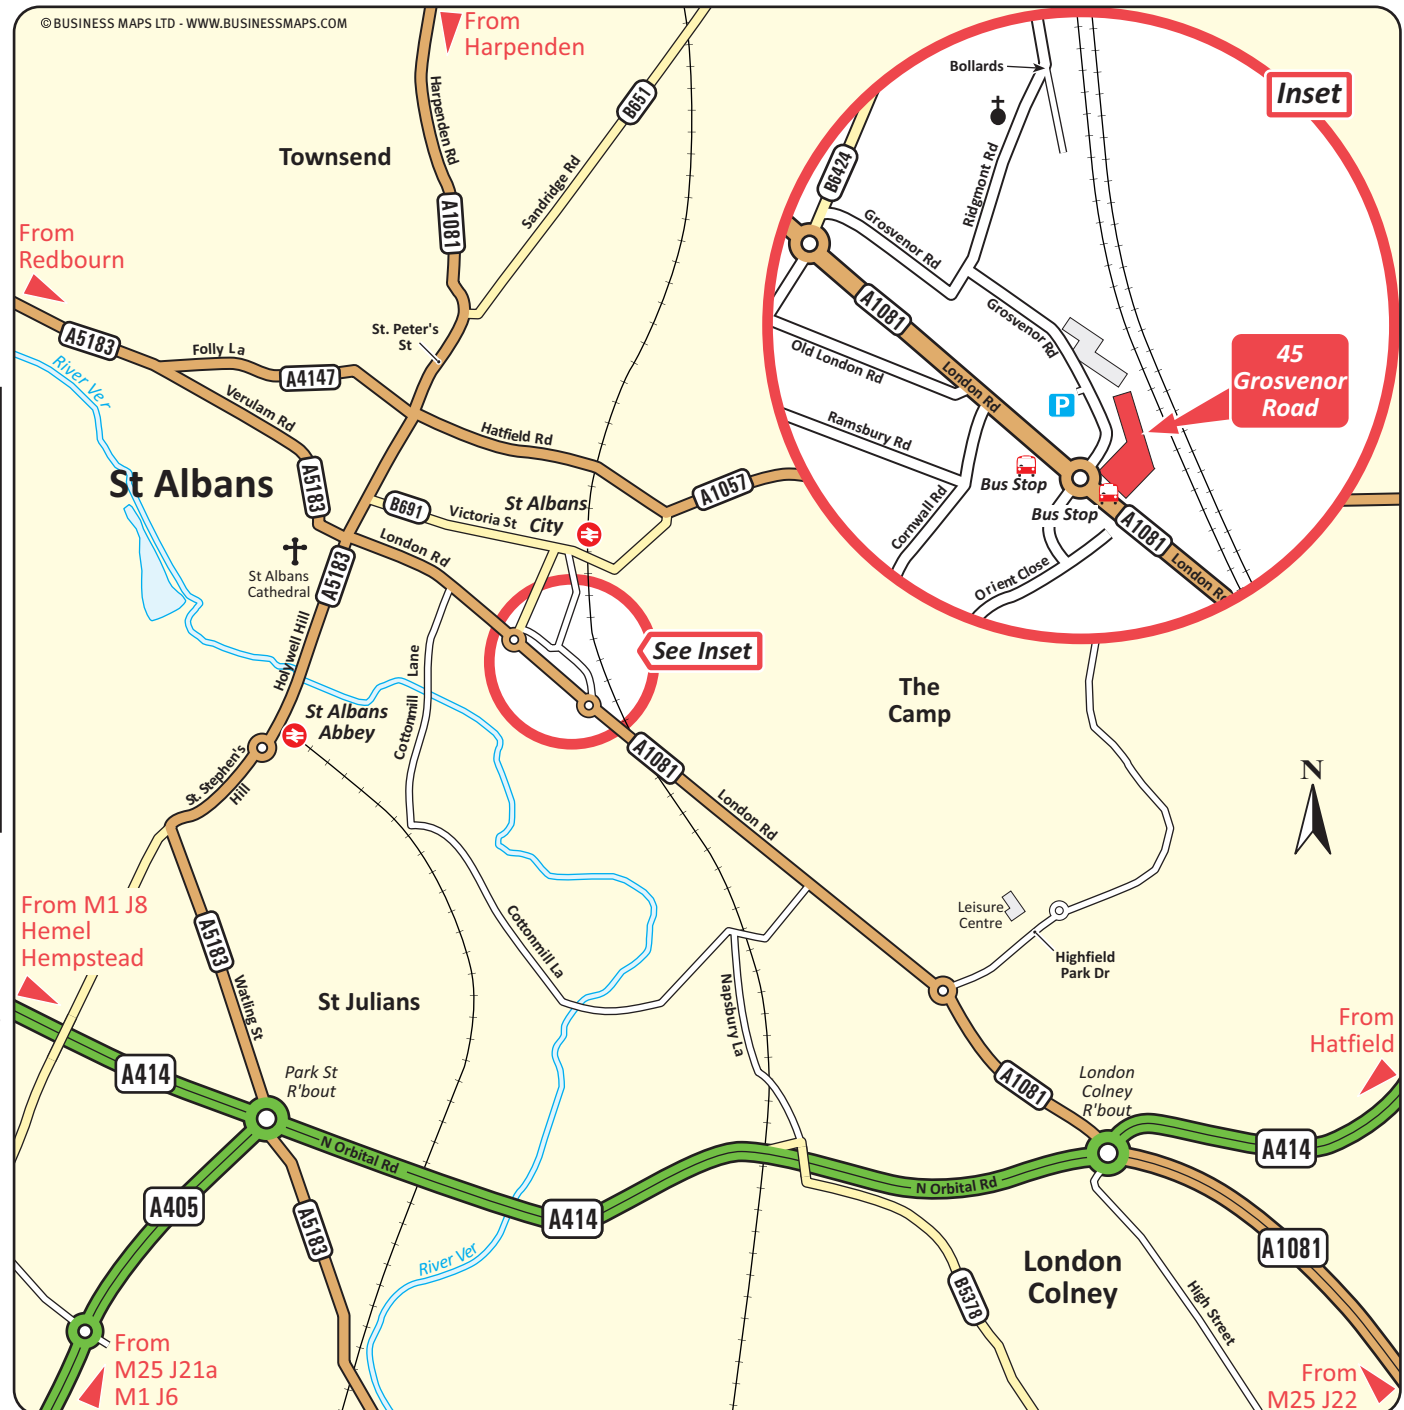 © BUSINESS MAPS LTD - WWW.BUSINESSMAPS.COM
From
Harpenden
B651
Harpenden Rd
Townsend
Sandridge Rd
A1081
From
Redbourn
A5183
River Ver
Folly La
A4147
St. Peter's
St
Verulam Rd
Hatfield Rd
St Albans
A5183
A1057
B691
Victoria St
St Albans
City
London Rd
St Albans
Cathedral
A5183
Holywell Hill
Cottonmill Lane
See Inset
St Albans
Abbey
St. Stephen's
Hill
A1081
London Rd
The
Camp
N
Inset
Bollards
B6424
Ridgmont Rd
Grosvenor Rd
A1081
Grosvenor Rd
Old London Rd
London Rd
45
Grosvenor
Road
P
Ramsbury Rd
Bus Stop
Bus Stop
Cornwall Rd
A1081
London Rd
Orient Close
From M1 J8
Hemel
Hempstead
A5183
Watling St
Cottonmill La
Leisure
Centre
Highfield
Park Dr
St Julians
Napsbury La
From
Hatfield
A414
Park St
R'bout
A1081
London
Colney
R'bout
N Orbital Rd
A414
A405
A5183
A414
N Orbital Rd
River Ver
B5378
London
Colney
A1081
High Street
From
M25 J21a
M1 J6
From
M25 J22